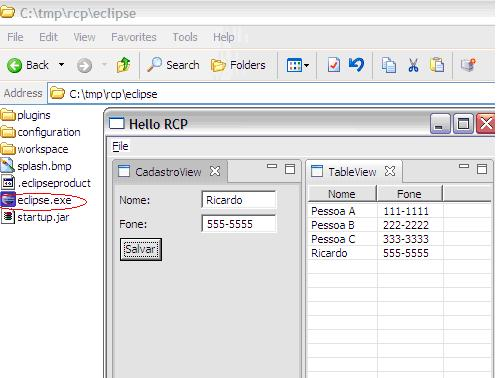 C:\tmp\rcp\eclipse
File Edit View Favorites Tools Help
Back Search Folders
Address C:\tmp\rcp\eclipse
plugins
configuration
workspace
splash.bmp
.eclipseproduct
eclipse.exe
startup.jar
Hello RCP
File
CadastroView
Nome: Ricardo
Fone: 555-5555
Salvar
TableView
Nome Fone
Pessoa A 111-1111
Pessoa B 222-2222
Pessoa C 333-3333
Ricardo 555-5555